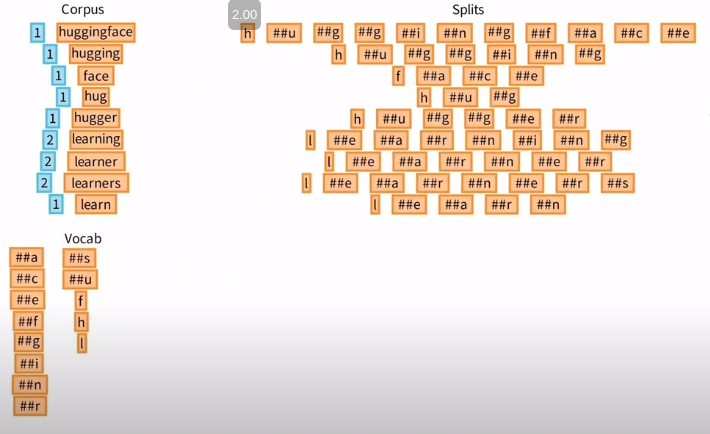 Corpus
Splits
2.00
1 huggingface h ##u ##g ##g ##i ##n ##g ##f ##a ##c ##e
1 hugging h ##u ##g ##g ##i ##n ##g
1 face f ##a ##c ##e
1 hug h ##u ##g
1 hugger h ##u ##g ##g ##e ##r
2 learning l ##e ##a ##r ##n ##i ##n ##g
2 learner l ##e ##a ##r ##n ##e ##r
2 learners l ##e ##a ##r ##n ##e ##r ##s
1 learn l ##e ##a ##r ##n
Vocab
##a ##s
##c ##u
##e f
##f h
##g l
##i
##n
##r